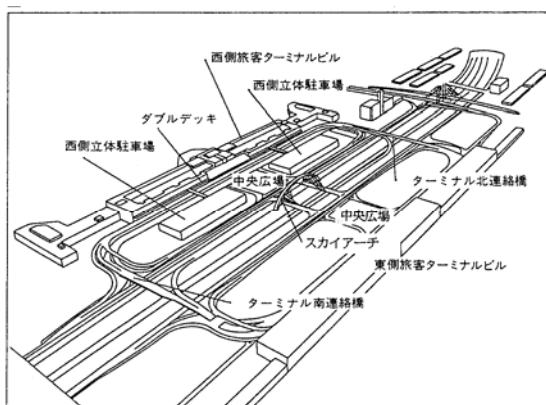 西側旅客ターミナルビル
西側立体駐車場
ダブルデッキ
西側立体駐車場
中央広場
ターミナル北連絡橋
中央広場
スカイアーチ
東側旅客ターミナルビル
ターミナル南連絡橋